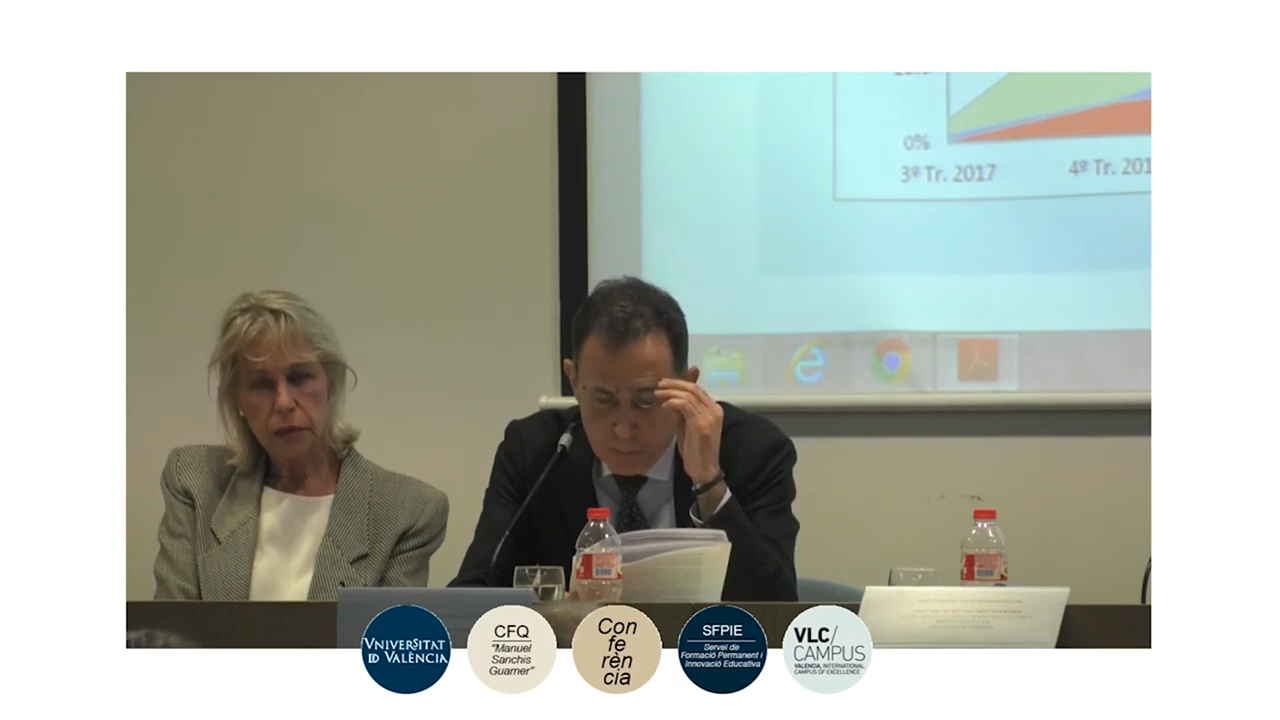 0%
3º Tr. 2017
4º Tr. 201
VNIVERSITAT
ID VALÈNCIA
CFQ
"Manuel
Sanchis
Guarner"
Con
fe
rèn
cia
SFPIE
Servei de
Formació Permanent i
Innovació Educativa
VLC/
CAMPUS
VALENCIA, INTERNATIONAL
CAMPUS OF EXCELLENCE